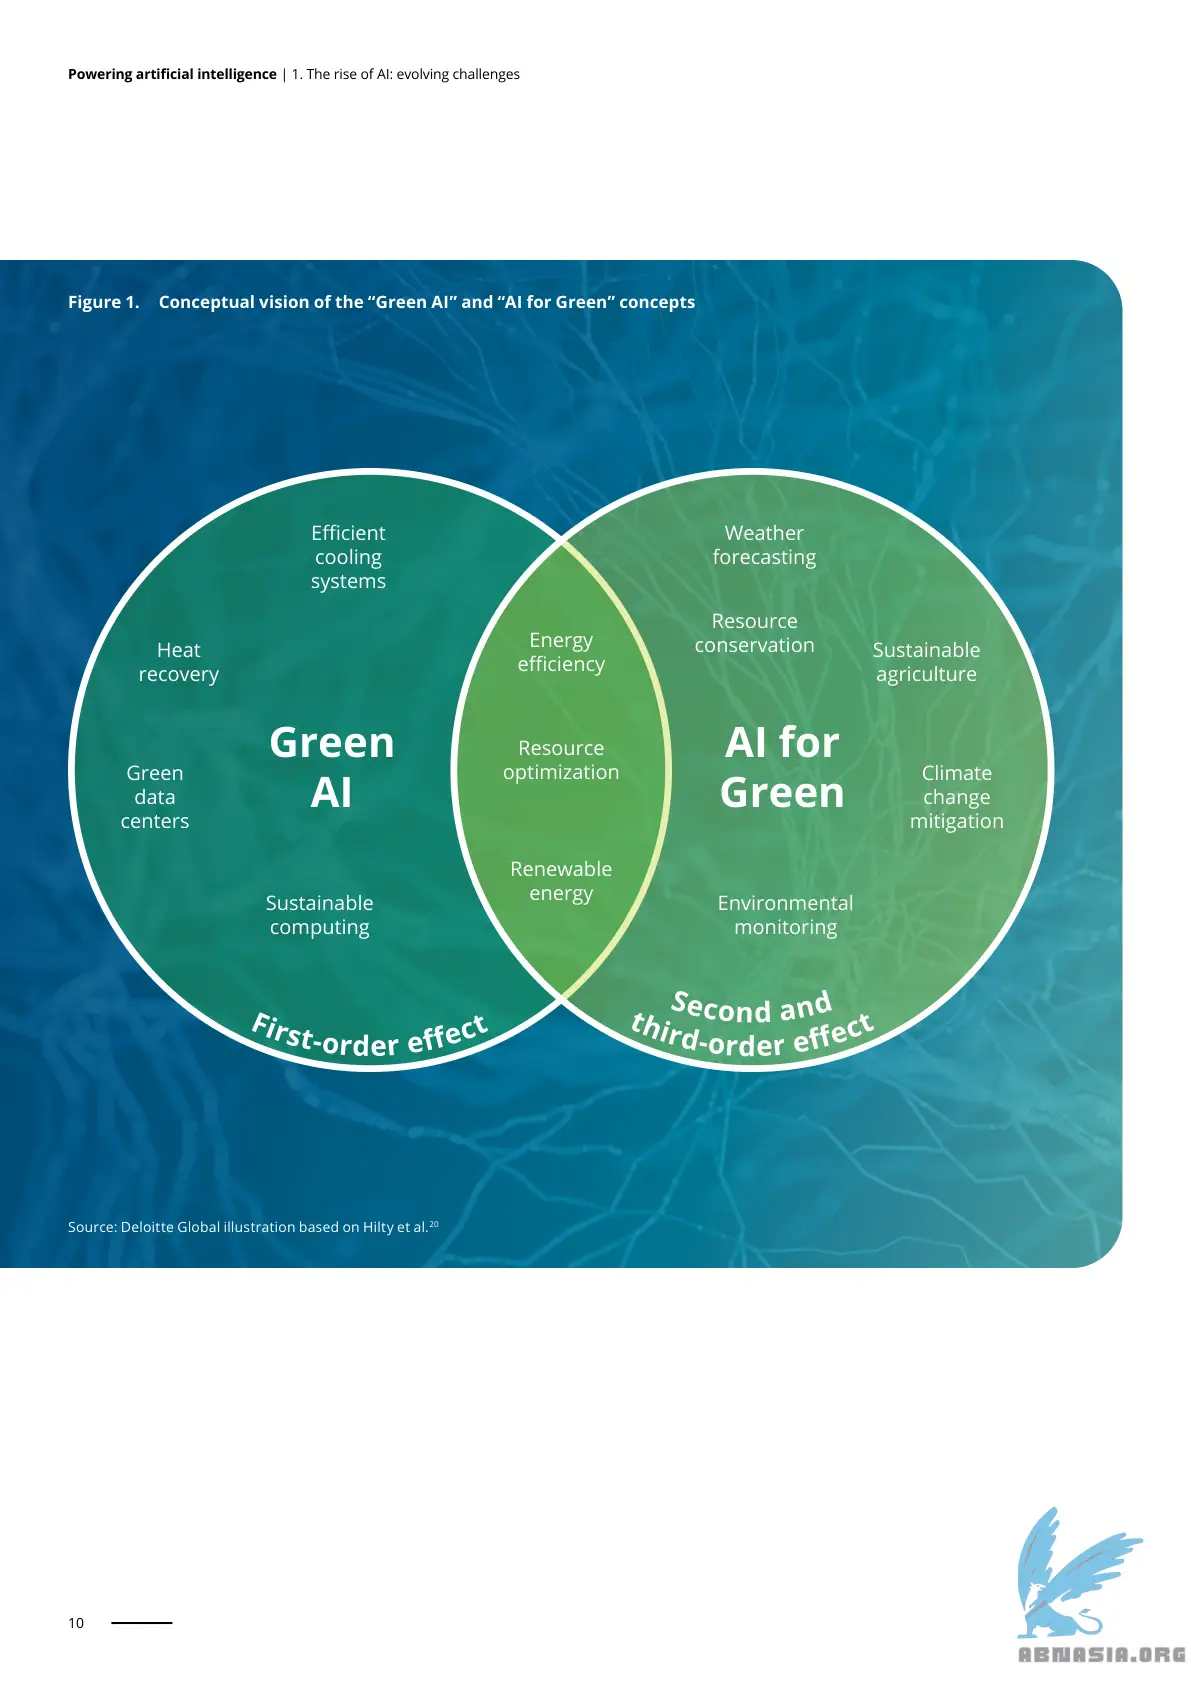 Powering artificial intelligence | 1. The rise of AI: evolving challenges
Figure 1. Conceptual vision of the “Green AI” and “AI for Green” concepts
Efficient
cooling
systems
Heat
recovery
Green
AI
Green
data
centers
Sustainable
computing
First-order effect
Energy
efficiency
Resource
optimization
Renewable
energy
Weather
forecasting
Resource
conservation
Sustainable
agriculture
AI for
Green
Climate
change
mitigation
Environmental
monitoring
Second and
third-order effect
Source: Deloitte Global illustration based on Hilty et al.20
10
ABNASIA.ORG